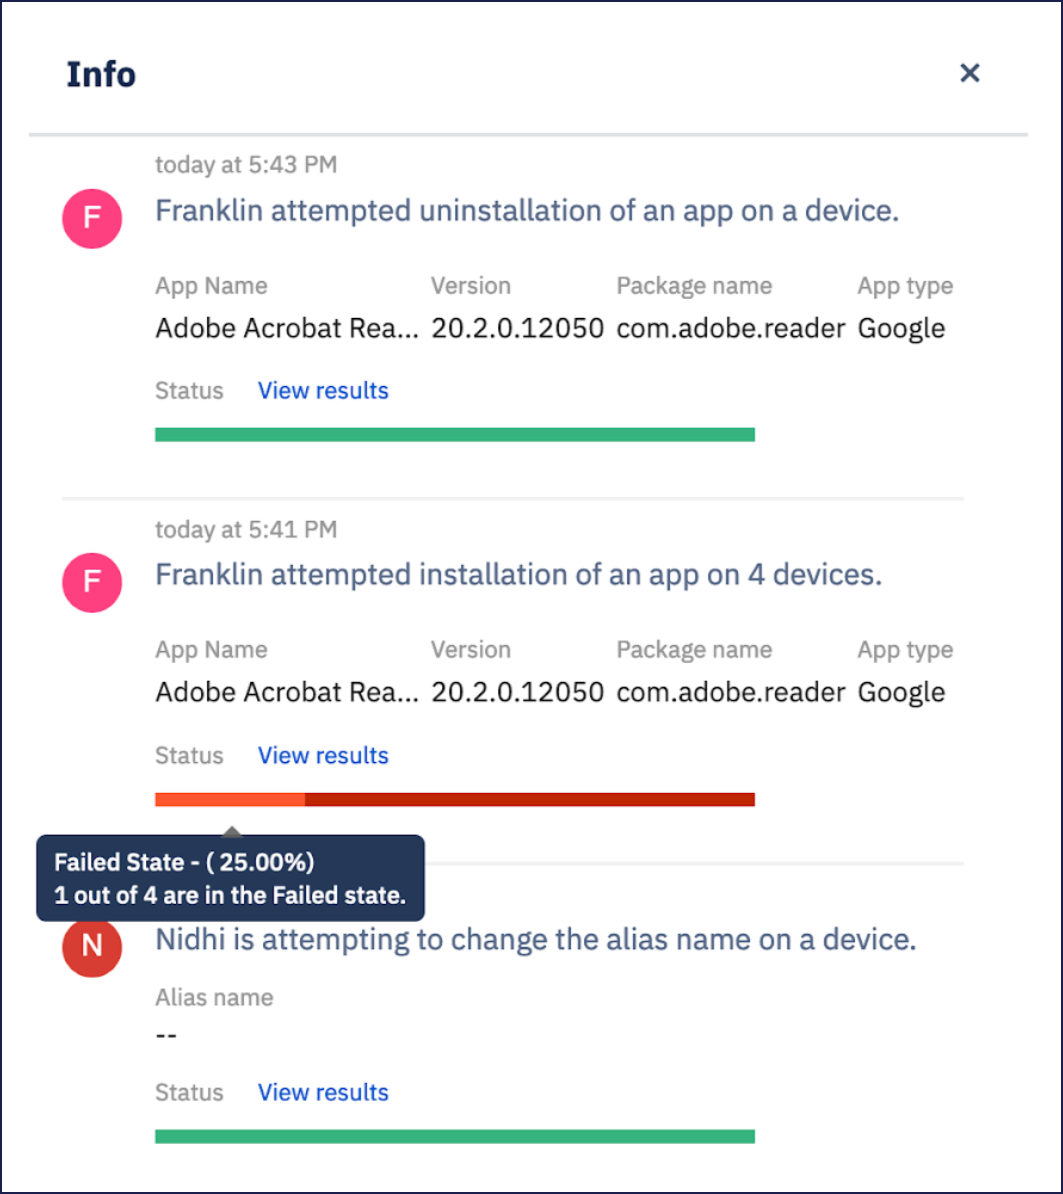 Info
today at 5:43 PM
F
Franklin attempted uninstallation of an app on a device.
App Name Version Package name App type
Adobe Acrobat Rea... 20.2.0.12050 com.adobe.reader Google
Status View results
today at 5:41 PM
F
Franklin attempted installation of an app on 4 devices.
App Name Version Package name App type
Adobe Acrobat Rea... 20.2.0.12050 com.adobe.reader Google
Status View results
Failed State - ( 25.00%)
1 out of 4 are in the Failed state.
N
Nidhi is attempting to change the alias name on a device.
Alias name
--
Status View results